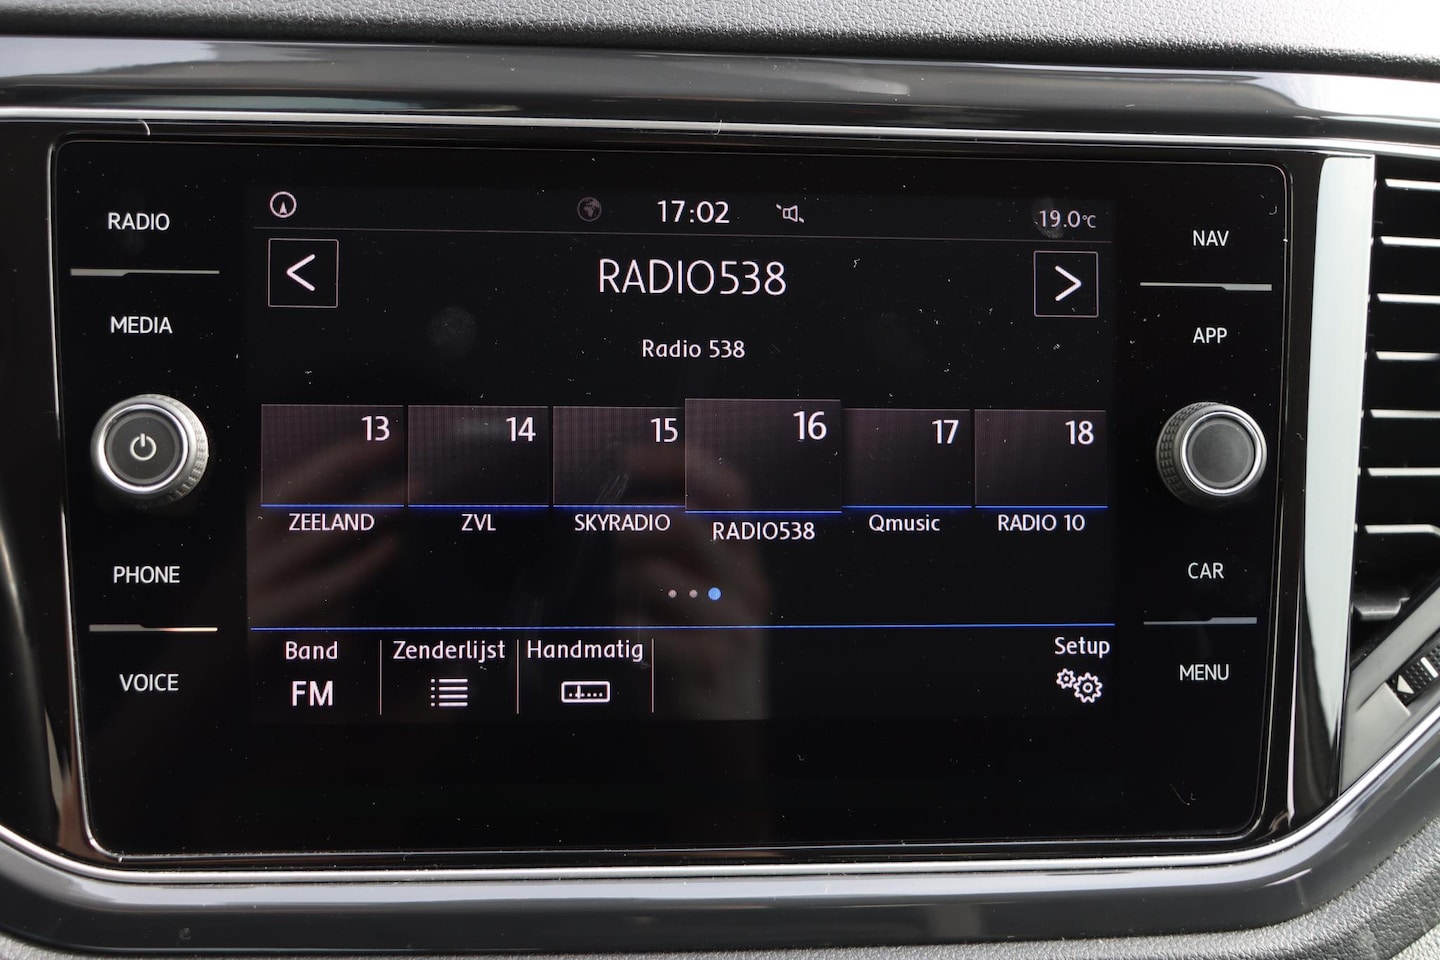 RADIO
MEDIA
PHONE
VOICE
17:02
19.0°C
<
RADIO538
>
Radio 538
13 14 15 16 17 18
ZEELAND ZVL SKYRADIO RADIO538 Qmusic RADIO 10
Band Zenderlijst Handmatig Setup
FM
NAV
APP
CAR
MENU